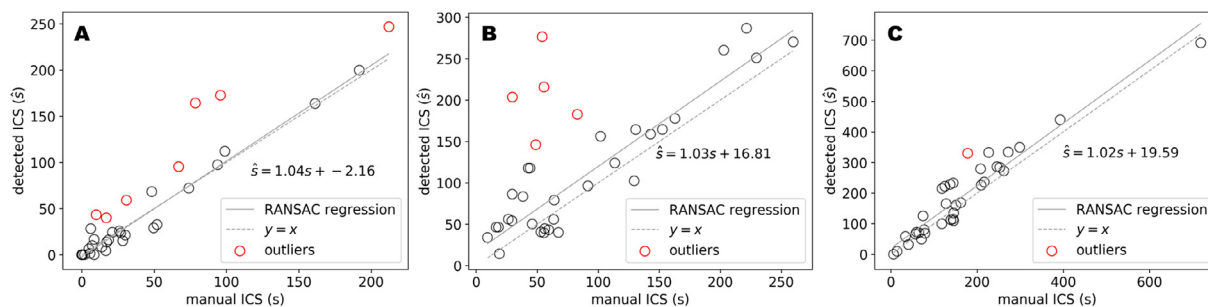 A
250
200
150
100
50
0
detected ICS (ŝ)
0 50 100 150 200
manual ICS (s)
ŝ = 1.04s + −2.16
RANSAC regression
y = x
outliers
B
300
250
200
150
100
50
0
detected ICS (ŝ)
0 50 100 150 200 250
manual ICS (s)
ŝ = 1.03s + 16.81
RANSAC regression
y = x
outliers
C
700
600
500
400
300
200
100
0
detected ICS (ŝ)
0 200 400 600
manual ICS (s)
ŝ = 1.02s + 19.59
RANSAC regression
y = x
outliers